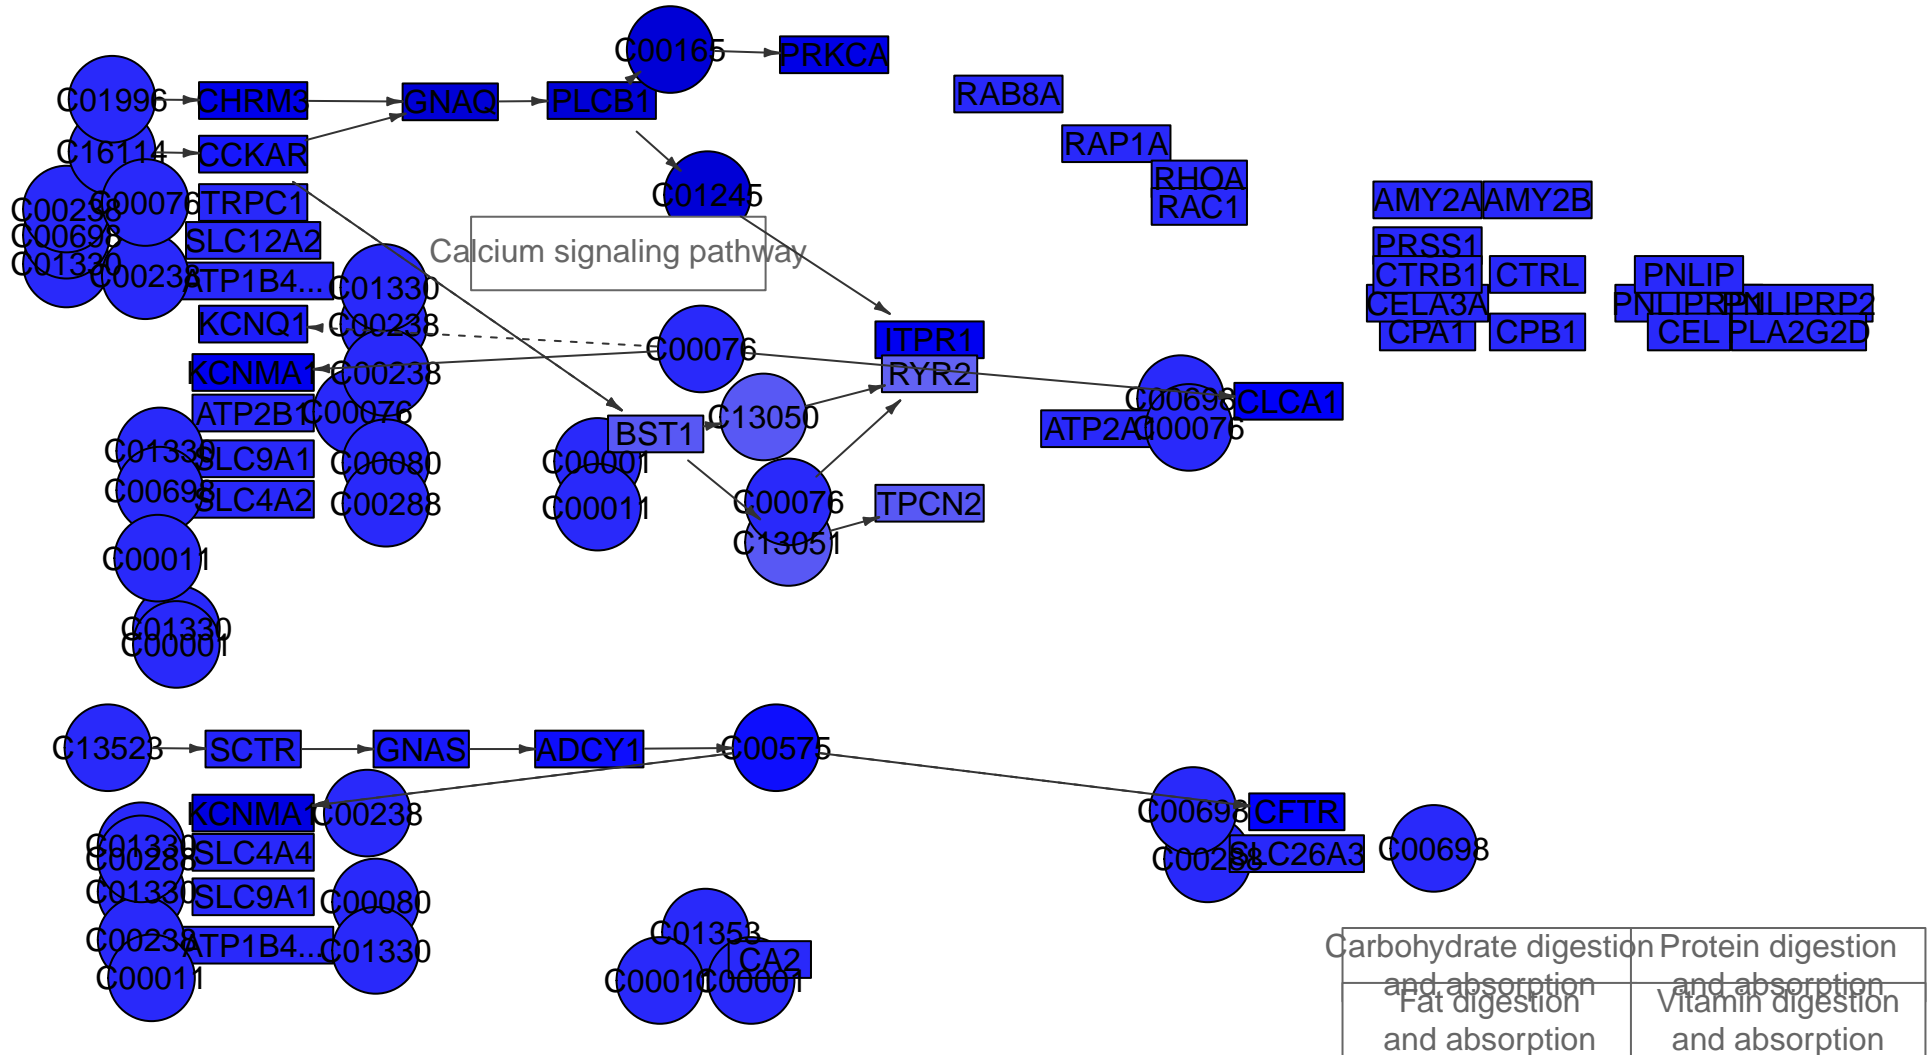 C00165
PRKCA
C01996
CHRM3
GNAQ
PLCB1
RAB8A
C16114
CCKAR
RAP1A
C00238
C00076
TRPC1
C01245
RHOA
RAC1
AMY2A
AMY2B
C00698
SLC12A2
Calcium signaling pathway
PRSS1
C01330
C00238
ATP1B4...
C01330
CTRB1
CTRL
PNLIP
CELA3A
PNLIPRP1
PNLIPRP2
KCNQ1
C00238
C00076
ITPR1
CPA1
CPB1
CEL
PLA2G2D
KCNMA1
C00238
RYR2
C00698
CLCA1
ATP2B1
C00076
C13050
BST1
ATP2A
C00076
C01330
SLC9A1
C00080
C00001
C00698
SLC4A2
C00288
C00011
C00076
TPCN2
C13051
C00011
C01330
C00001
C13523
SCTR
GNAS
ADCY1
C00575
KCNMA1
C00238
C00698
CFTR
C01330
C00288
SLC4A4
C00288
SLC26A3
C00698
C01330
SLC9A1
C00080
C00238
ATP1B4...
C01330
C01353
CA2
C00011
C00011
C00001
Carbohydrate digestion
and absorption
Protein digestion
and absorption
Fat digestion
and absorption
Vitamin digestion
and absorption